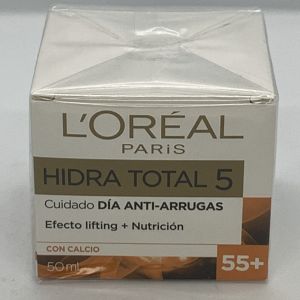 L'ORÉAL
PARIS
HIDRA TOTAL 5
Cuidado DÍA ANTI-ARRUGAS
Efecto lifting + Nutrición
CON CALCIO
50 ml
55+